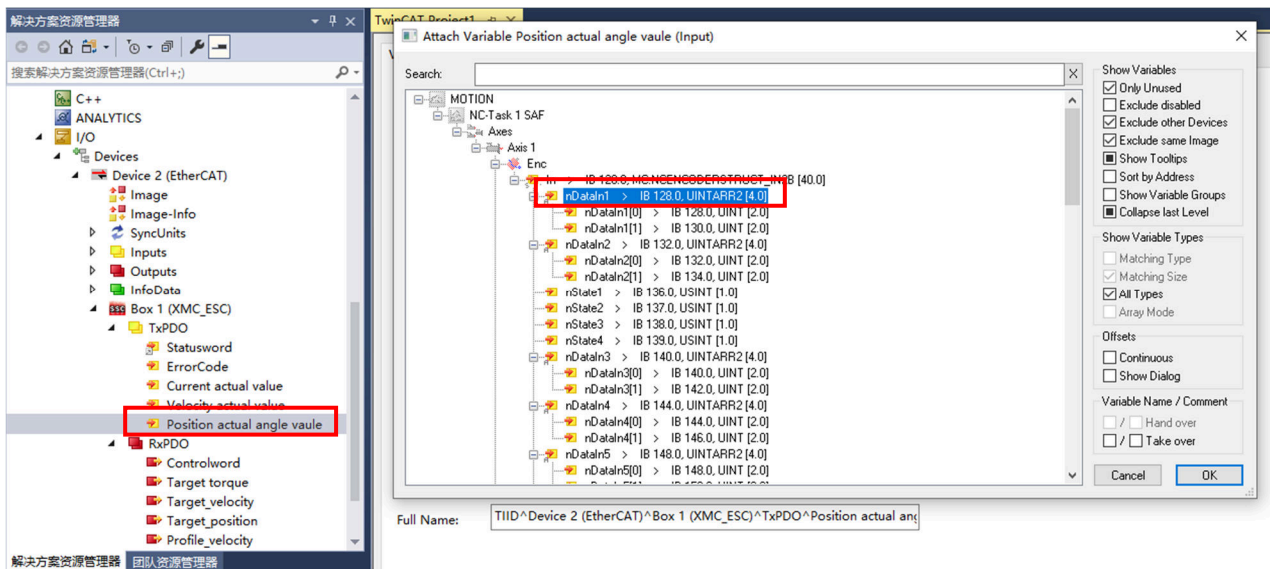 解决方案资源管理器
搜索解决方案资源管理器(Ctrl+;)
C++
ANALYTICS
I/O
Devices
Device 2 (EtherCAT)
Image
Image-Info
SyncUnits
Inputs
Outputs
InfoData
Box 1 (XMC_ESC)
TxPDO
Statusword
ErrorCode
Current actual value
Velocity actual value
Position actual angle vaule
RxPDO
Controlword
Target torque
Target_velocity
Target_position
Profile_velocity
解决方案资源管理器 团队资源管理器
TwinCAT Project1
Attach Variable Position actual angle vaule (Input)
Search:
MOTION
NC-Task 1 SAF
Axes
Axis 1
Enc
In > IB 128.0, MC.NCENCODERSTRUCT_IN2B [40.0]
nDataIn1 > IB 128.0, UINTARR2 [4.0]
nDataIn1[0] > IB 128.0, UINT [2.0]
nDataIn1[1] > IB 130.0, UINT [2.0]
nDataIn2 > IB 132.0, UINTARR2 [4.0]
nDataIn2[0] > IB 132.0, UINT [2.0]
nDataIn2[1] > IB 134.0, UINT [2.0]
nState1 > IB 136.0, USINT [1.0]
nState2 > IB 137.0, USINT [1.0]
nState3 > IB 138.0, USINT [1.0]
nState4 > IB 139.0, USINT [1.0]
nDataIn3 > IB 140.0, UINTARR2 [4.0]
nDataIn3[0] > IB 140.0, UINT [2.0]
nDataIn3[1] > IB 142.0, UINT [2.0]
nDataIn4 > IB 144.0, UINTARR2 [4.0]
nDataIn4[0] > IB 144.0, UINT [2.0]
nDataIn4[1] > IB 146.0, UINT [2.0]
nDataIn5 > IB 148.0, UINTARR2 [4.0]
nDataIn5[0] > IB 148.0, UINT [2.0]
Show Variables
Only Unused
Exclude disabled
Exclude other Devices
Exclude same Image
Show Tooltips
Sort by Address
Show Variable Groups
Collapse last Level
Show Variable Types
Matching Type
Matching Size
All Types
Array Mode
Offsets
Continuous
Show Dialog
Variable Name / Comment
/ Hand over
/ Take over
Cancel OK
Full Name: TIID^Device 2 (EtherCAT)^Box 1 (XMC_ESC)^TxPDO^Position actual ang